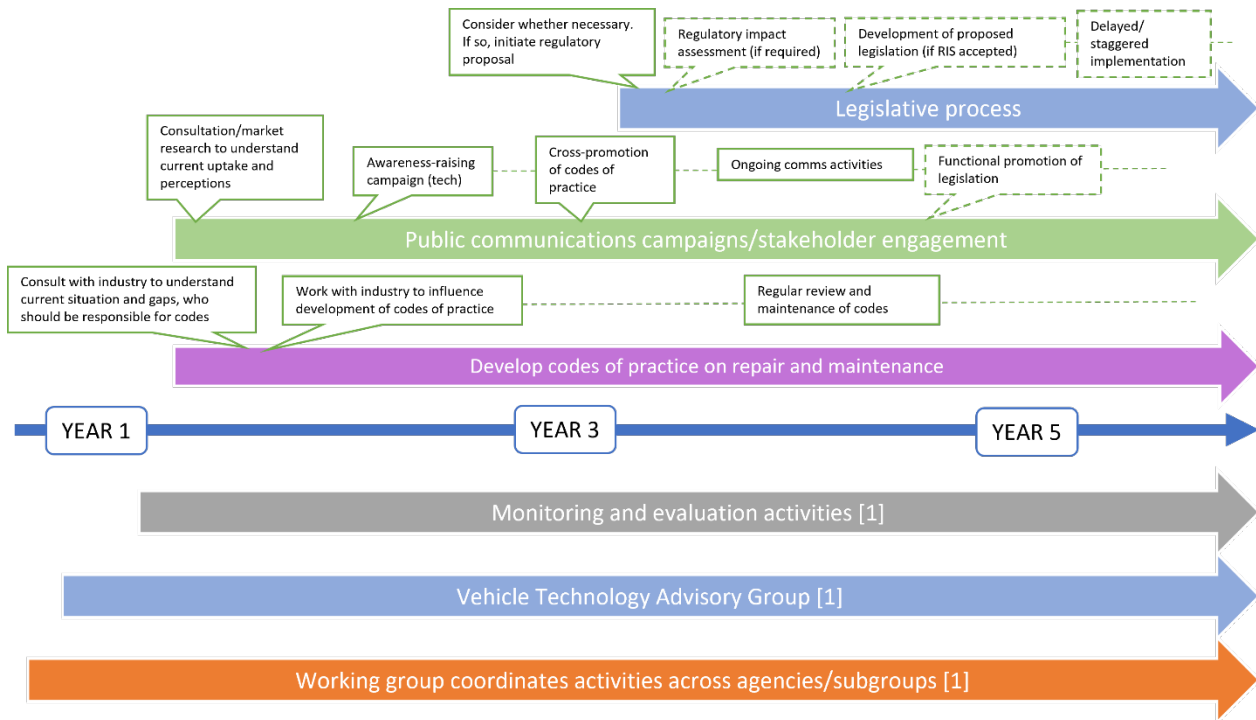 Consider whether necessary.
If so, initiate regulatory
proposal
Regulatory impact
assessment (if required)
Development of proposed
legislation (if RIS accepted)
Delayed/
staggered
implementation
Legislative process
Consultation/market
research to understand
current uptake and
perceptions
Awareness-raising
campaign (tech)
Cross-promotion
of codes of
practice
Ongoing comms activities
Functional promotion of
legislation
Public communications campaigns/stakeholder engagement
Consult with industry to understand
current situation and gaps, who
should be responsible for codes
Work with industry to influence
development of codes of practice
Regular review and
maintenance of codes
Develop codes of practice on repair and maintenance
YEAR 1
YEAR 3
YEAR 5
Monitoring and evaluation activities [1]
Vehicle Technology Advisory Group [1]
Working group coordinates activities across agencies/subgroups [1]